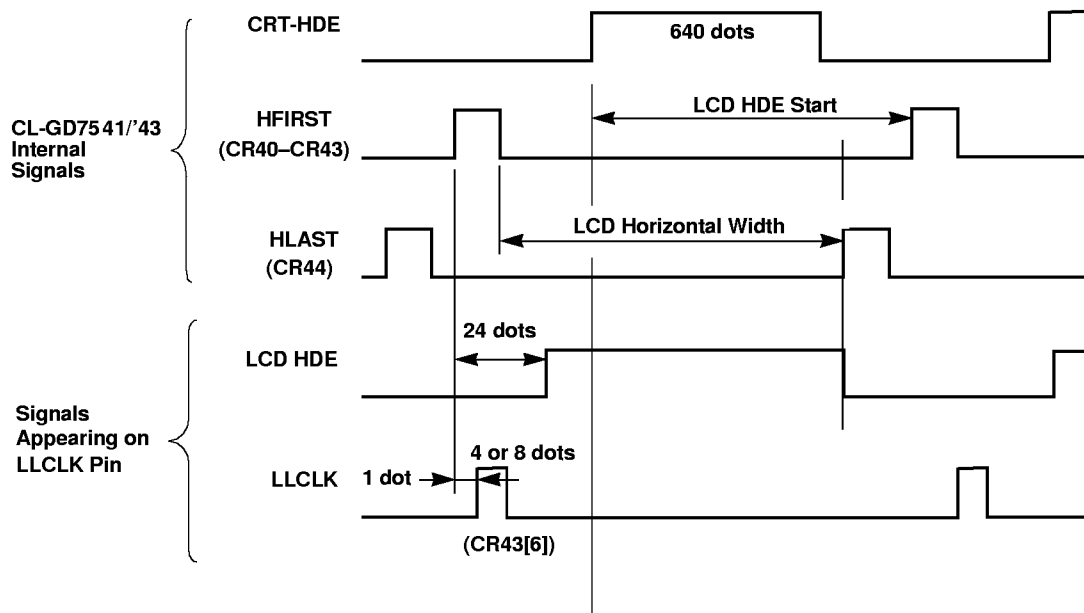 CRT-HDE
640 dots
CL-GD7541/'43
Internal
Signals
HFIRST
(CR40–CR43)
LCD HDE Start
HLAST
(CR44)
LCD Horizontal Width
24 dots
LCD HDE
Signals
Appearing on
LLCLK Pin
4 or 8 dots
LLCLK
1 dot
(CR43[6])